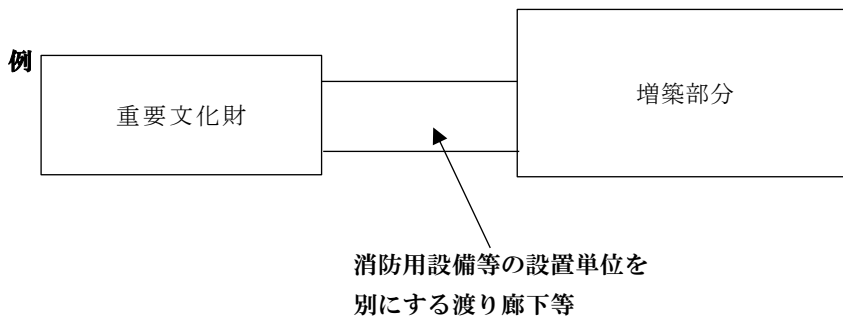 例
重要文化財
増築部分
消防用設備等の設置単位を
別にする渡り廊下等